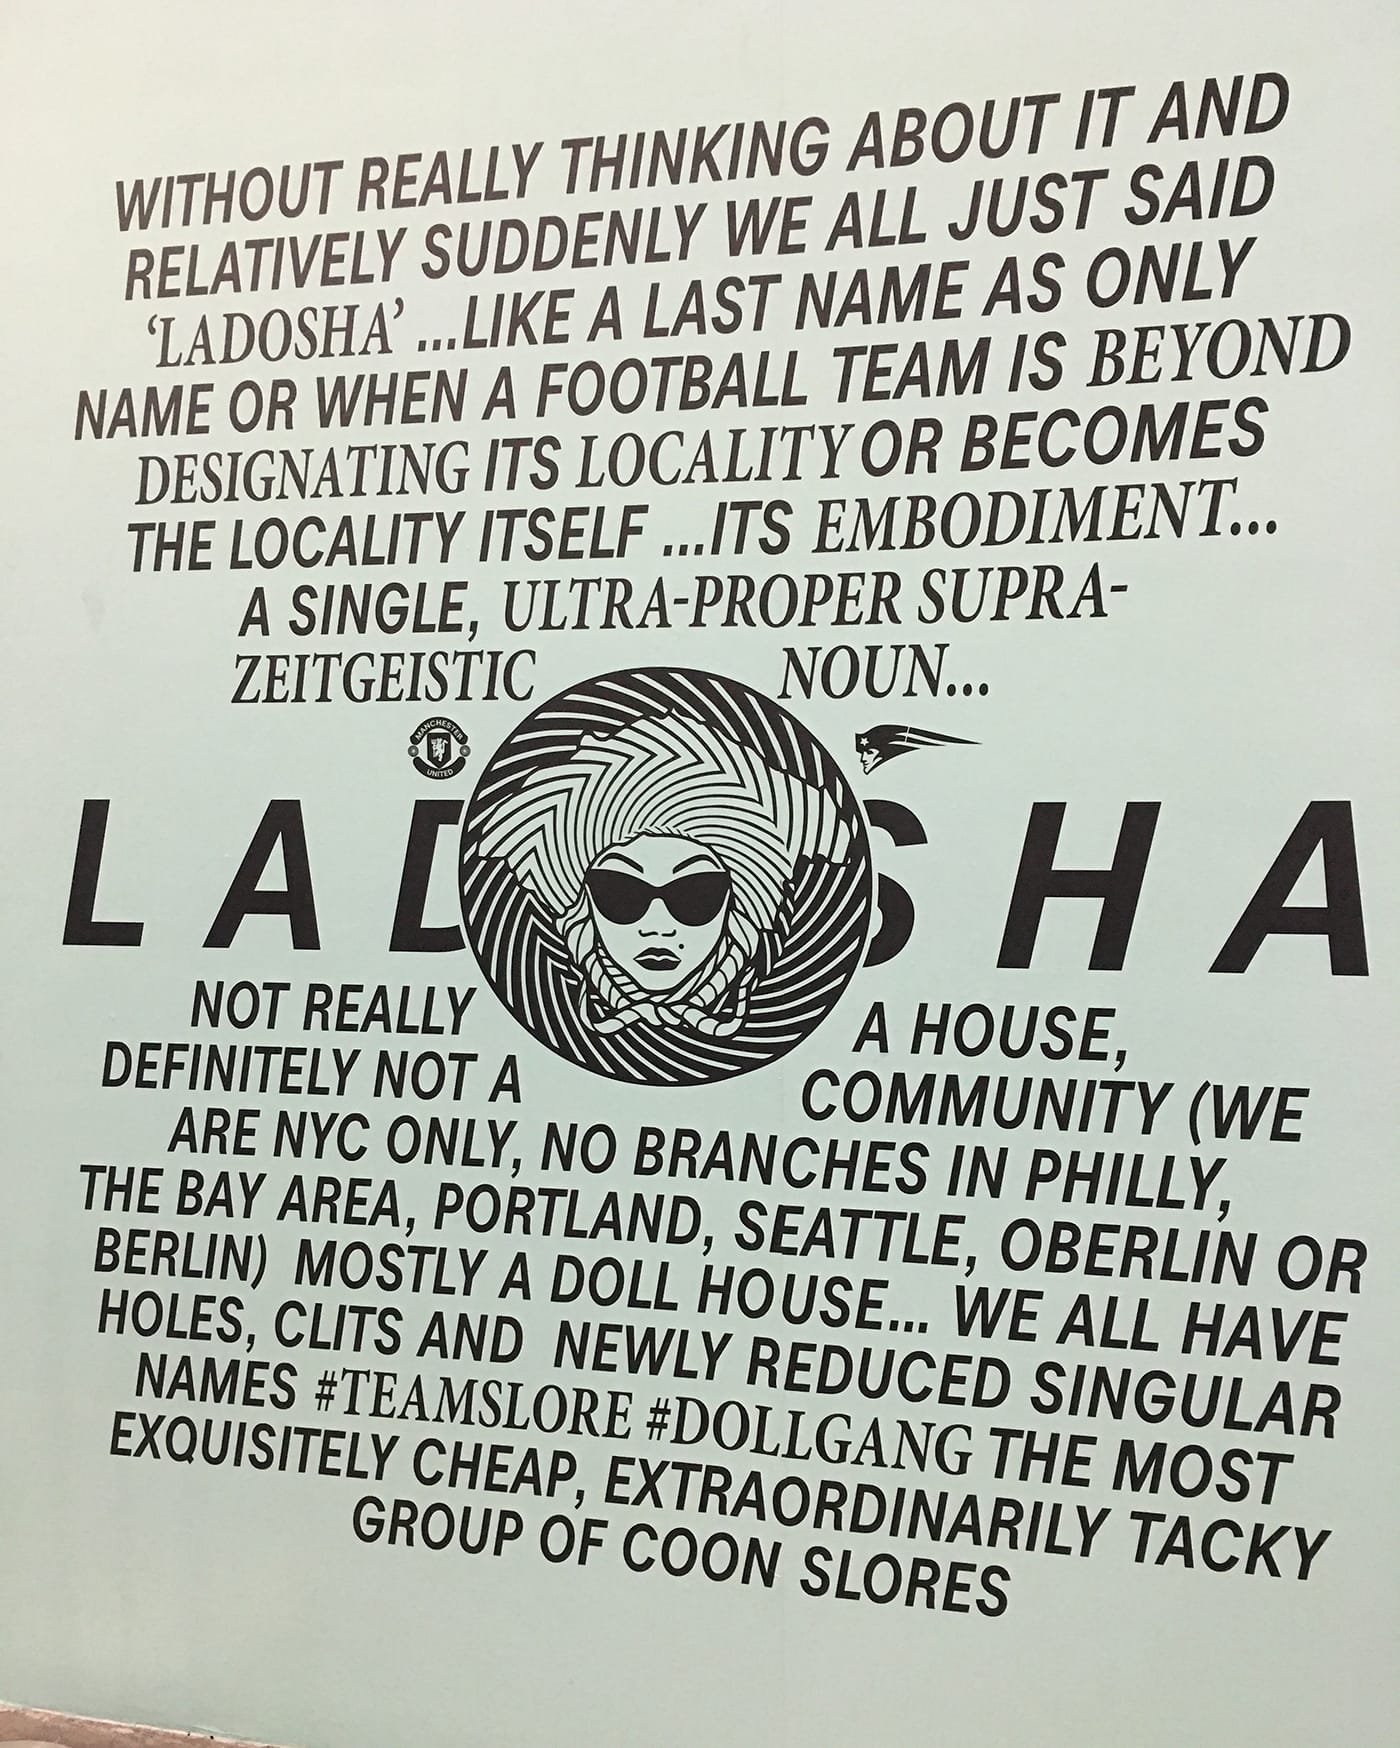 WITHOUT REALLY THINKING ABOUT IT AND
RELATIVELY SUDDENLY WE ALL JUST SAID
‘LADOSHA’ ...LIKE A LAST NAME AS ONLY
NAME OR WHEN A FOOTBALL TEAM IS BEYOND
DESIGNATING ITS LOCALITY OR BECOMES
THE LOCALITY ITSELF ...ITS EMBODIMENT...
A SINGLE, ULTRA-PROPER SUPRA-
ZEITGEISTIC NOUN...
MANCHESTER
UNITED
LAD SHA
NOT REALLY A HOUSE,
DEFINITELY NOT A COMMUNITY (WE
ARE NYC ONLY, NO BRANCHES IN PHILLY,
THE BAY AREA, PORTLAND, SEATTLE, OBERLIN OR
BERLIN) MOSTLY A DOLL HOUSE... WE ALL HAVE
HOLES, CLITS AND NEWLY REDUCED SINGULAR
NAMES #TEAMSLORE #DOLLGANG THE MOST
EXQUISITELY CHEAP, EXTRAORDINARILY TACKY
GROUP OF COON SLORES